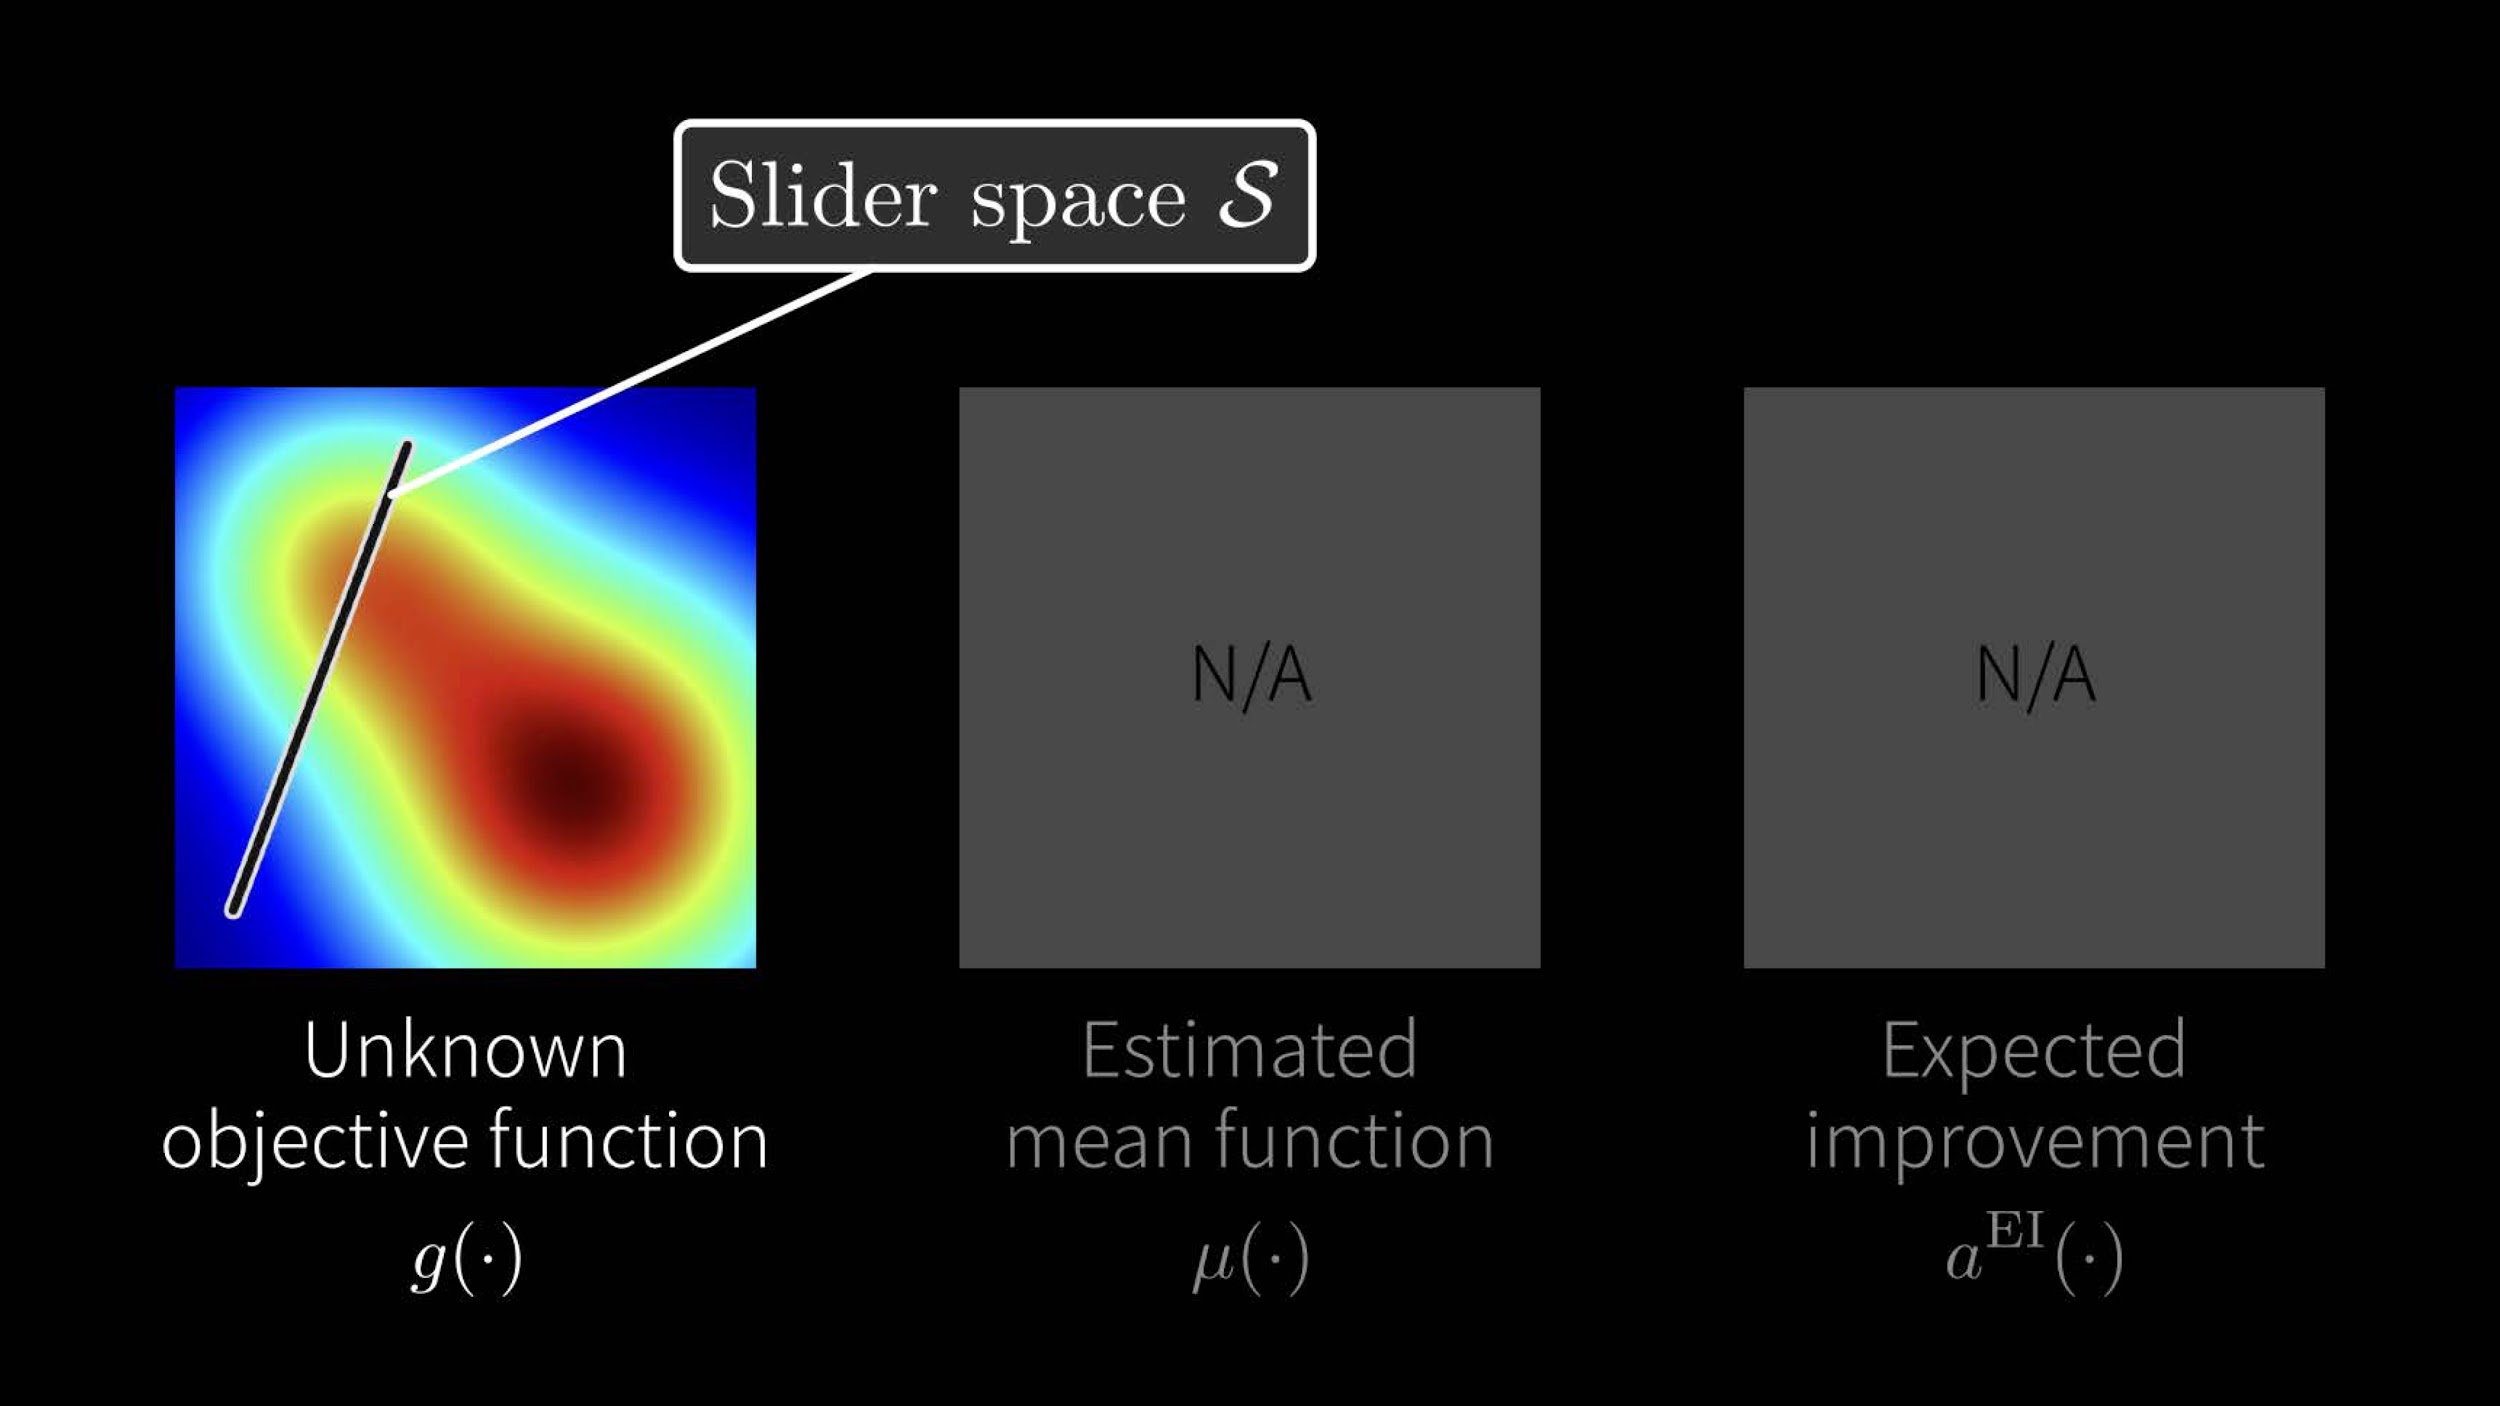 Slider space 𝒮
N/A
N/A
Unknown
objective function
g(·)
Estimated
mean function
μ(·)
Expected
improvement
a^EI(·)